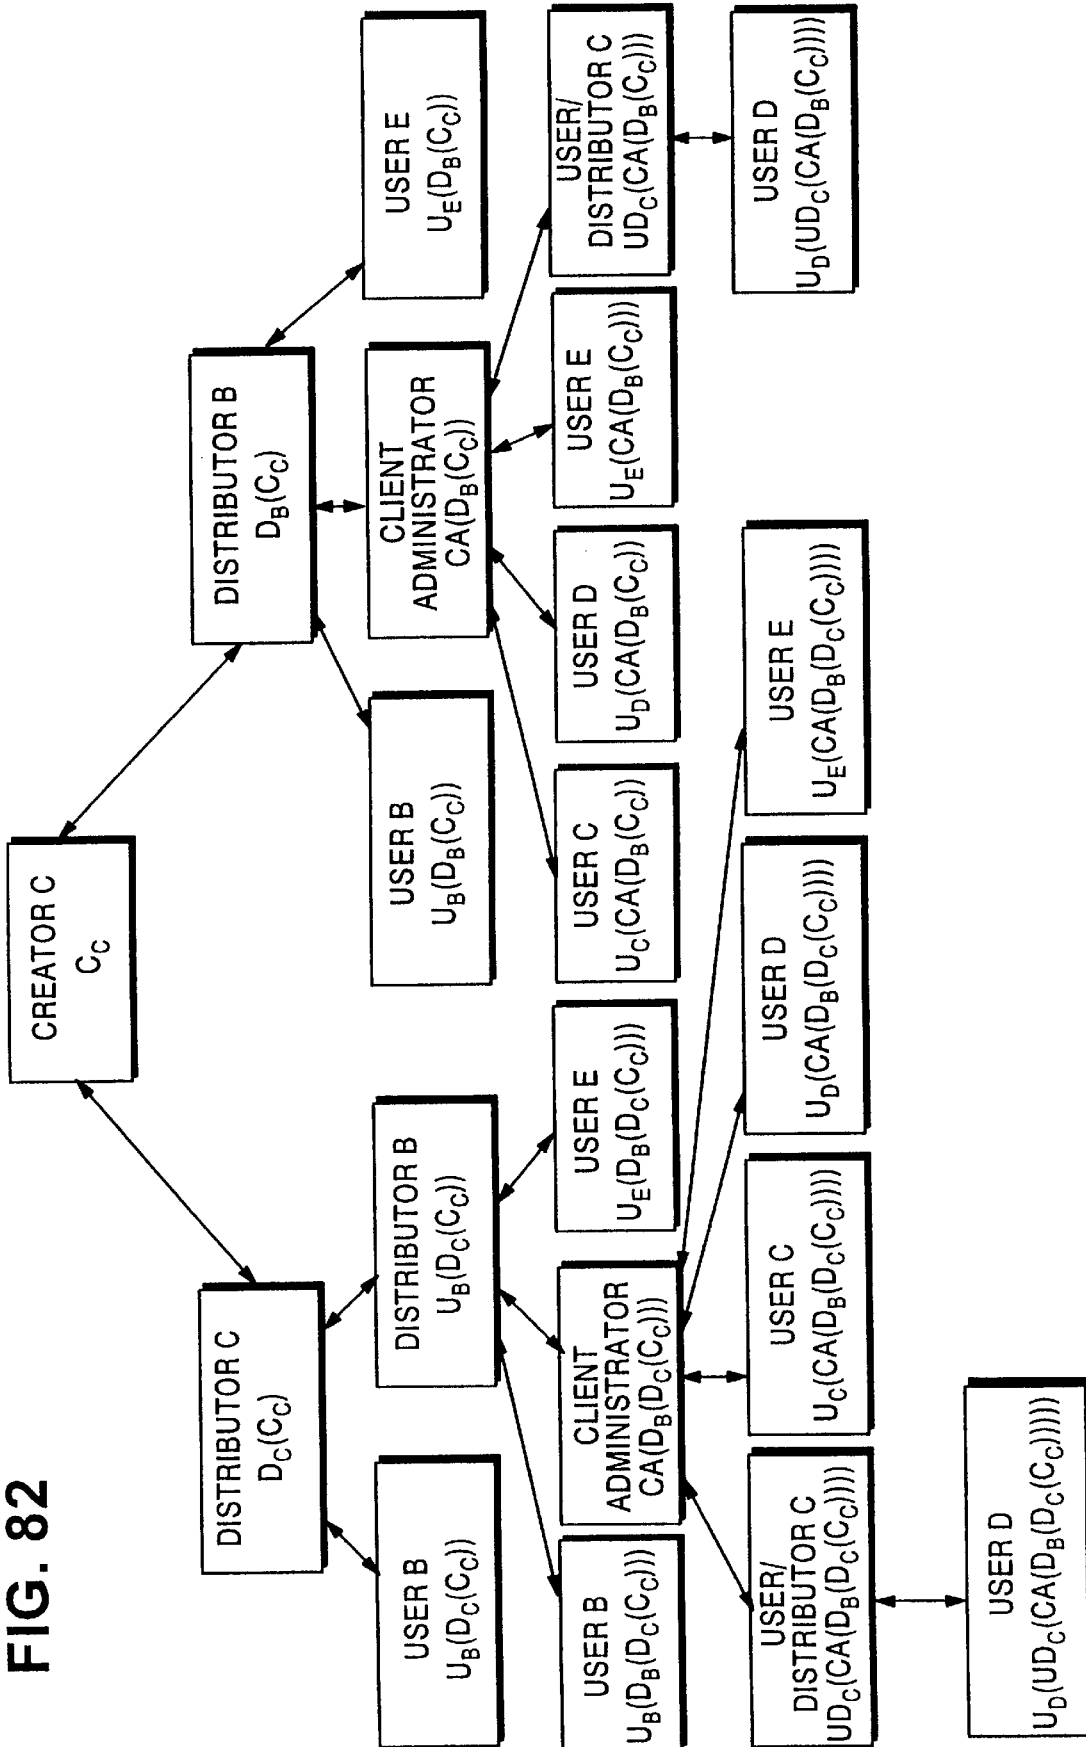 FIG. 82
CREATOR C
C_C
DISTRIBUTOR C
D_C(C_C)
DISTRIBUTOR B
D_B(C_C)
USER B
U_B(D_C(C_C))
DISTRIBUTOR B
U_B(D_C(C_C))
USER B
U_B(D_B(C_C))
CLIENT
ADMINISTRATOR
CA(D_B(C_C))
USER E
U_E(D_B(C_C))
USER B
U_B(D_B(D_C(C_C)))
CLIENT
ADMINISTRATOR
CA(D_B(D_C(C_C)))
USER E
U_E(D_B(D_C(C_C)))
USER C
U_C(CA(D_B(C_C))
USER D
U_D(CA(D_B(C_C))
USER E
U_E(CA(D_B(C_C)))
USER/
DISTRIBUTOR C
UD_C(CA(D_B(C_C)))
USER/
DISTRIBUTOR C
UD_C(CA(D_B(D_C(C_C))))
USER C
U_C(CA(D_B(D_C(C_C))))
USER D
U_D(CA(D_B(D_C(C_C))))
USER E
U_E(CA(D_B(D_C(C_C))))
USER D
U_D(UD_C(CA(D_B(C_C))))
USER D
U_D(UD_C(CA(D_B(D_C(C_C)))))